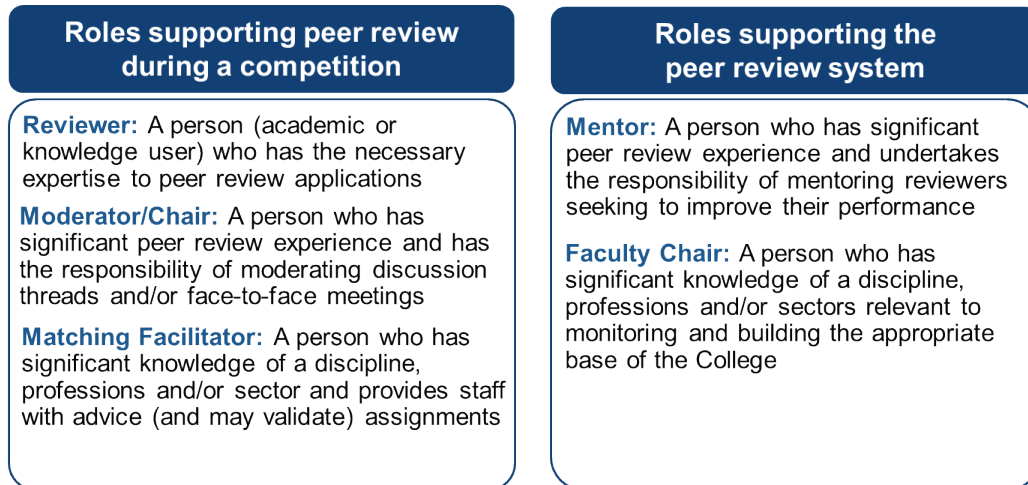 Roles supporting peer review
during a competition
Reviewer: A person (academic or
knowledge user) who has the necessary
expertise to peer review applications
Moderator/Chair: A person who has
significant peer review experience and has
the responsibility of moderating discussion
threads and/or face-to-face meetings
Matching Facilitator: A person who has
significant knowledge of a discipline,
professions and/or sector and provides staff
with advice (and may validate) assignments
Roles supporting the
peer review system
Mentor: A person who has significant
peer review experience and undertakes
the responsibility of mentoring reviewers
seeking to improve their performance
Faculty Chair: A person who has
significant knowledge of a discipline,
professions and/or sectors relevant to
monitoring and building the appropriate
base of the College